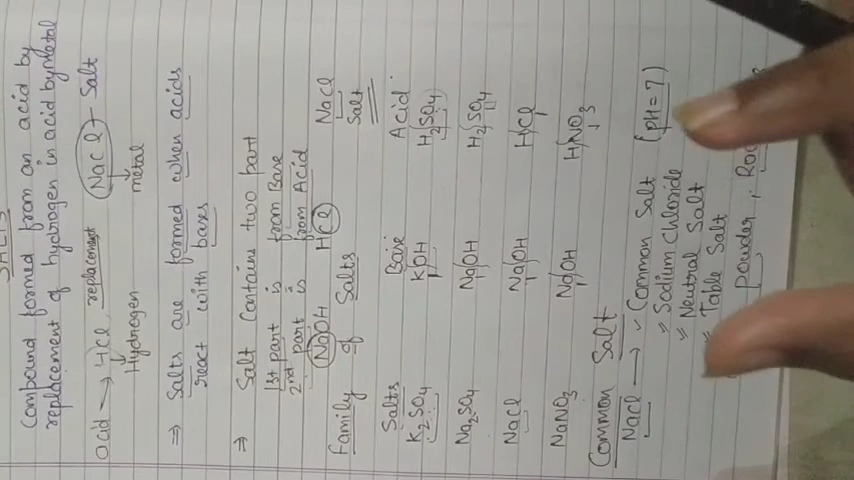 SALTS
Compound formed from an acid by
replacement of hydrogen in acid by metal
acid → HCl replacement NaCl → Salt
Hydrogen metal
⇒ Salts are formed when acids
react with bases
⇒ Salt contains two part
1st part is from Base
2nd part is from Acid
NaOH HCl NaCl
Salt
Family of Salts
Salts Base Acid
K2SO4 KOH H2SO4
Na2SO4 NaOH H2SO4
NaCl NaOH HCl
NaNO3 NaOH HNO3
Common Salt
NaCl → Common Salt (pH=7)
= Sodium Chloride
= Neutral Salt
= Table Salt
powder,